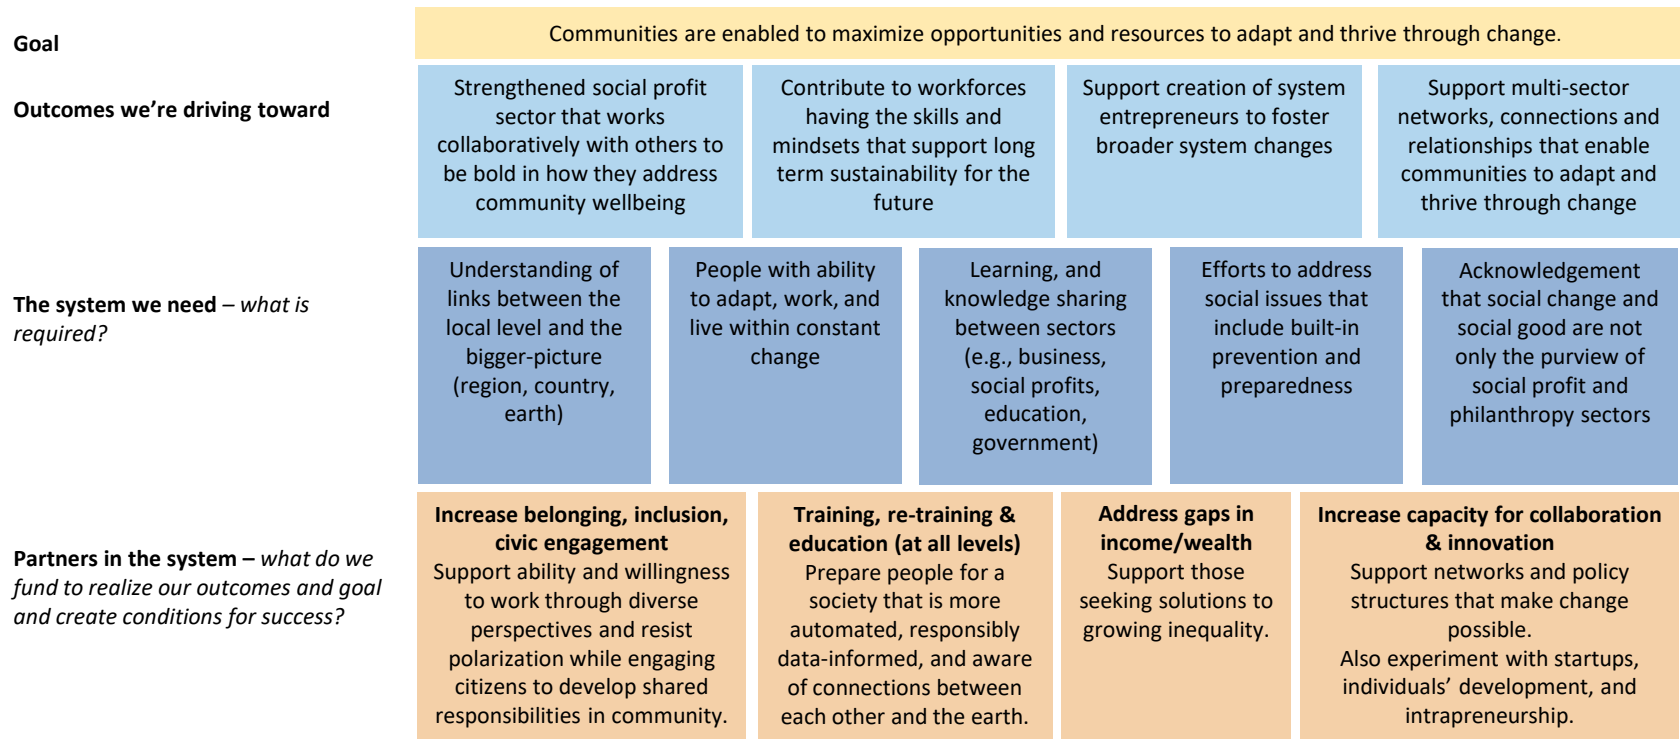 Goal
Communities are enabled to maximize opportunities and resources to adapt and thrive through change.
Outcomes we’re driving toward
Strengthened social profit
sector that works
collaboratively with others to
be bold in how they address
community wellbeing
Contribute to workforces
having the skills and
mindsets that support long
term sustainability for the
future
Support creation of system
entrepreneurs to foster
broader system changes
Support multi-sector
networks, connections and
relationships that enable
communities to adapt and
thrive through change
The system we need – what is
required?
Understanding of
links between the
local level and the
bigger-picture
(region, country,
earth)
People with ability
to adapt, work, and
live within constant
change
Learning, and
knowledge sharing
between sectors
(e.g., business,
social profits,
education,
government)
Efforts to address
social issues that
include built-in
prevention and
preparedness
Acknowledgement
that social change and
social good are not
only the purview of
social profit and
philanthropy sectors
Partners in the system – what do we
fund to realize our outcomes and goal
and create conditions for success?
Increase belonging, inclusion,
civic engagement
Support ability and willingness
to work through diverse
perspectives and resist
polarization while engaging
citizens to develop shared
responsibilities in community.
Training, re-training &
education (at all levels)
Prepare people for a
society that is more
automated, responsibly
data-informed, and aware
of connections between
each other and the earth.
Address gaps in
income/wealth
Support those
seeking solutions to
growing inequality.
Increase capacity for collaboration
& innovation
Support networks and policy
structures that make change
possible.
Also experiment with startups,
individuals’ development, and
intrapreneurship.